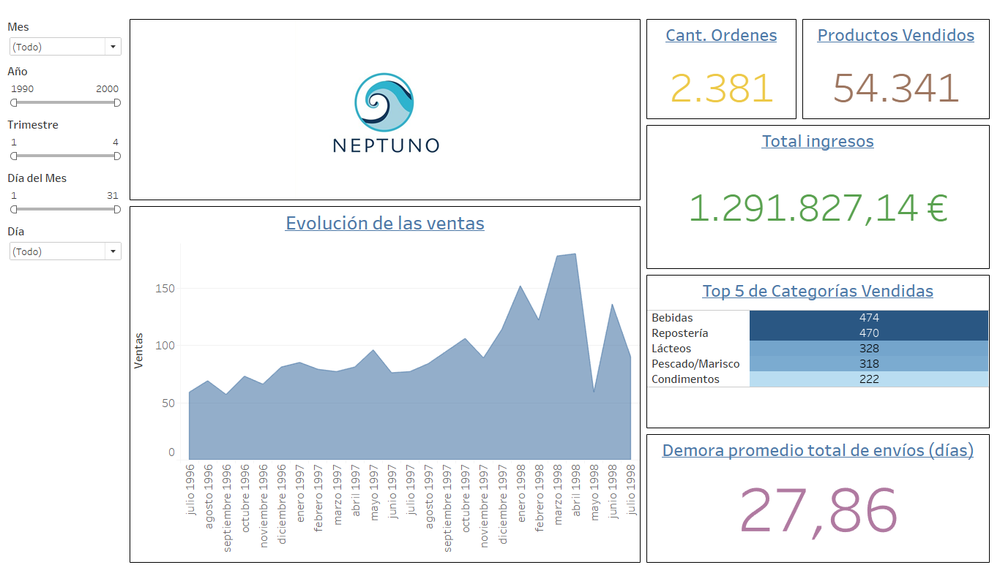 Mes
(Todo)
Año
1990 2000
Trimestre
1 4
Día del Mes
1 31
Día
(Todo)
NEPTUNO
Evolución de las ventas
Ventas
150
100
50
0
julio 1996
agosto 1996
septiembre 1996
octubre 1996
noviembre 1996
diciembre 1996
enero 1997
febrero 1997
marzo 1997
abril 1997
mayo 1997
junio 1997
julio 1997
agosto 1997
septiembre 1997
octubre 1997
noviembre 1997
diciembre 1997
enero 1998
febrero 1998
marzo 1998
abril 1998
mayo 1998
junio 1998
julio 1998
Cant. Ordenes
2.381
Productos Vendidos
54.341
Total ingresos
1.291.827,14 €
Top 5 de Categorías Vendidas
Bebidas 474
Repostería 470
Lácteos 328
Pescado/Marisco 318
Condimentos 222
Demora promedio total de envíos (días)
27,86